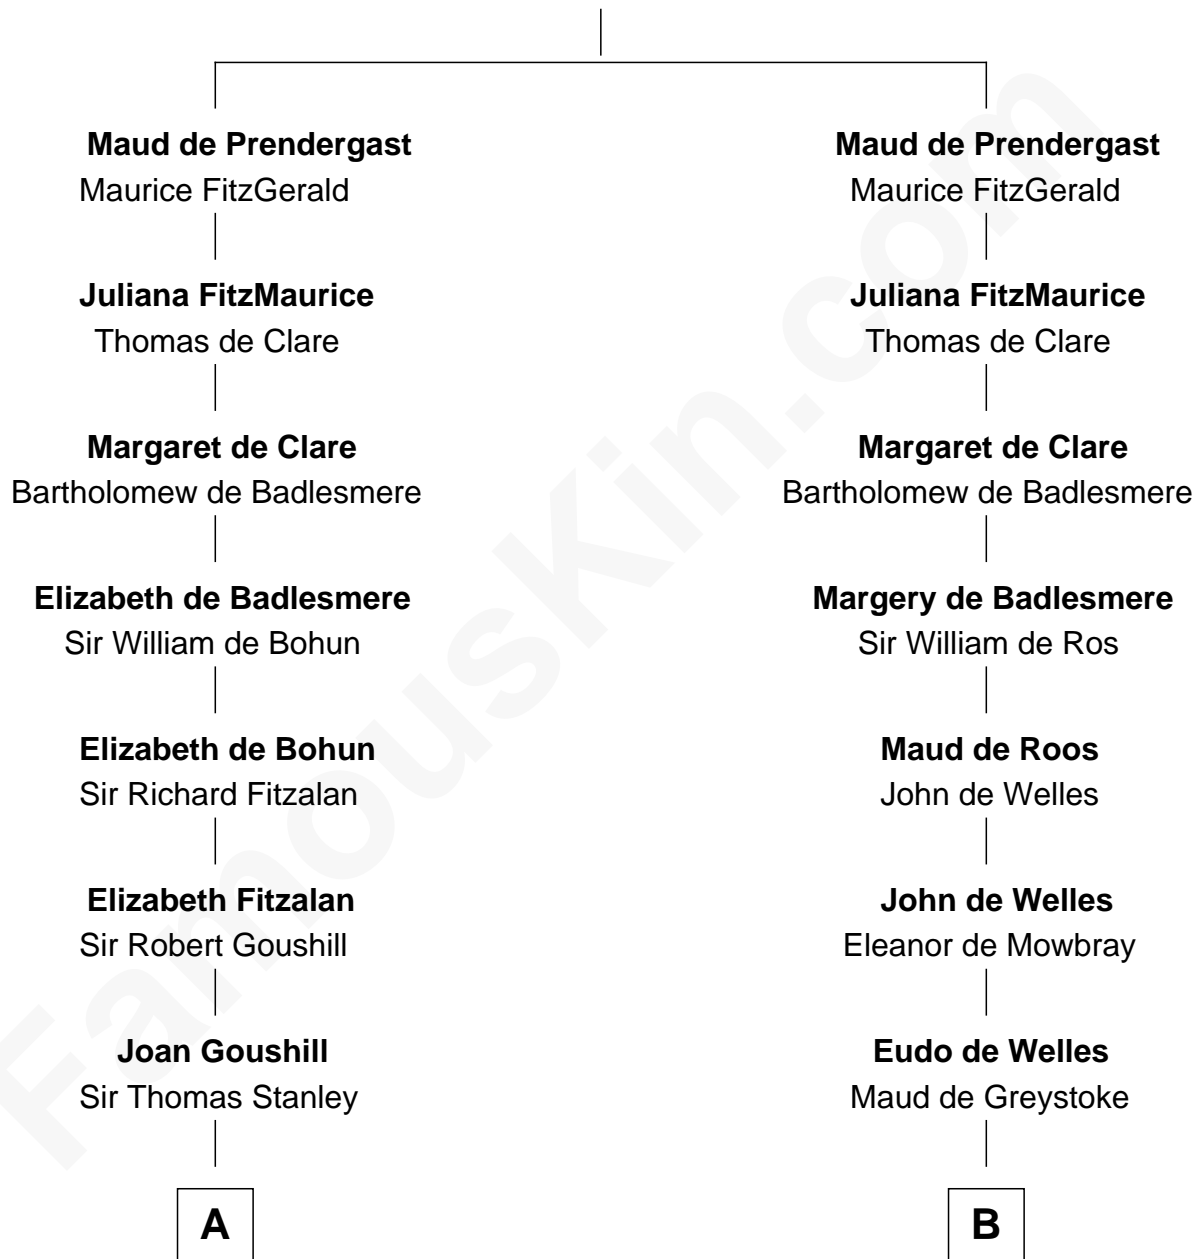 Maud de Prendergast
Maurice FitzGerald
Juliana FitzMaurice
Thomas de Clare
Margaret de Clare
Bartholomew de Badlesmere
Elizabeth de Badlesmere
Sir William de Bohun
Elizabeth de Bohun
Sir Richard Fitzalan
Elizabeth Fitzalan
Sir Robert Goushill
Joan Goushill
Sir Thomas Stanley
A
Maud de Prendergast
Maurice FitzGerald
Juliana FitzMaurice
Thomas de Clare
Margaret de Clare
Bartholomew de Badlesmere
Margery de Badlesmere
Sir William de Ros
Maud de Roos
John de Welles
John de Welles
Eleanor de Mowbray
Eudo de Welles
Maud de Greystoke
B
FamousKin.com